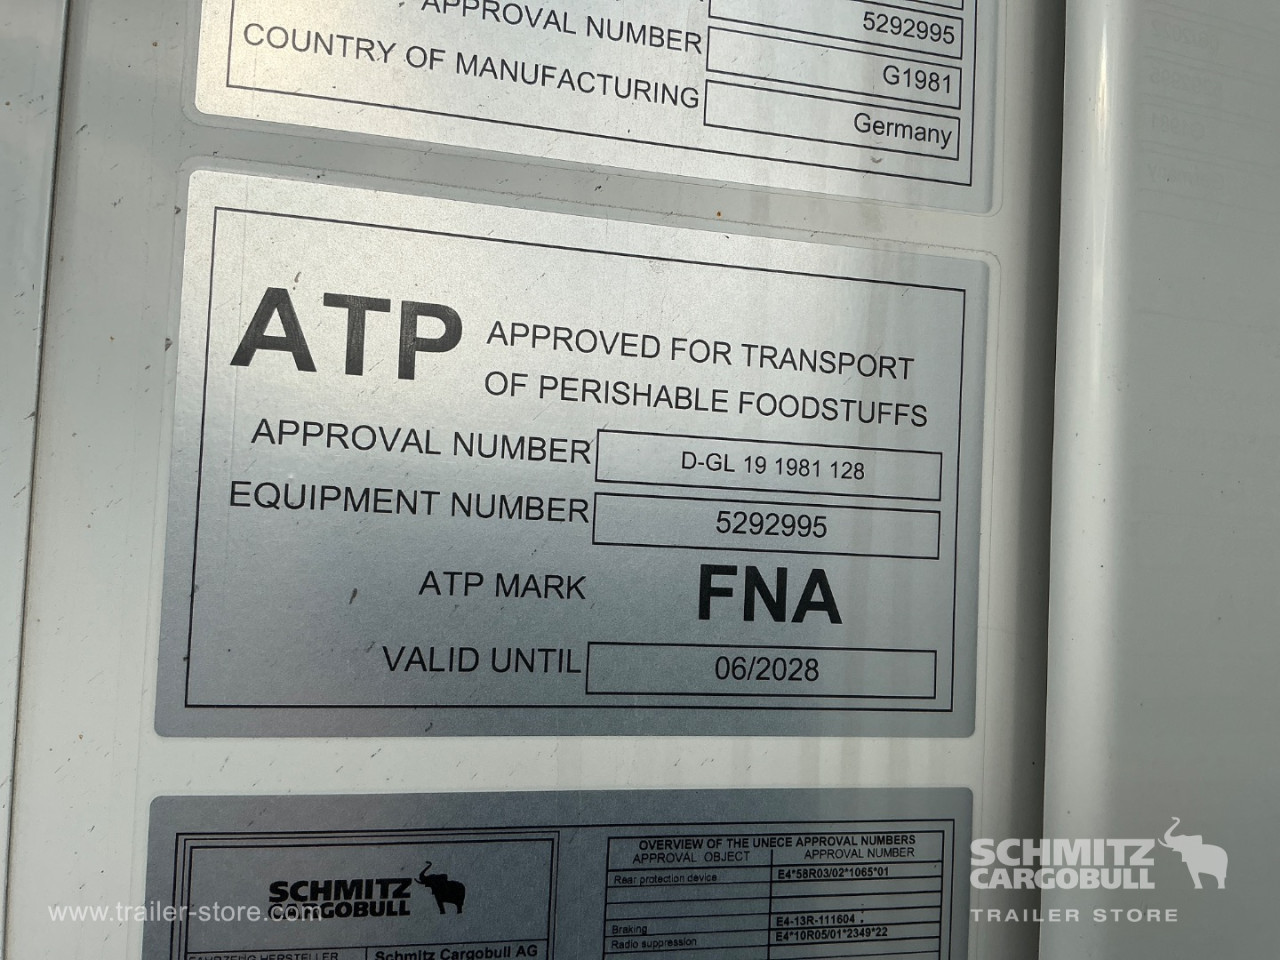 5292995
APPROVAL NUMBER G1981
COUNTRY OF MANUFACTURING Germany
ATP APPROVED FOR TRANSPORT
OF PERISHABLE FOODSTUFFS
APPROVAL NUMBER D-GL 19 1981 128
EQUIPMENT NUMBER 5292995
ATP MARK FNA
VALID UNTIL 06/2028
OVERVIEW OF THE UNECE APPROVAL NUMBERS
APPROVAL OBJECT APPROVAL NUMBER
Rear protection device E4*58R03/02*1065*01
Braking E4-13R-111604
Radio suppression E4*10R05/01*2349*22
SCHMITZ
CARGOBULL
FAHRZEUG HERSTELLER Schmitz Cargobull AG
www.trailer-store.com
SCHMITZ
CARGOBULL
TRAILER STORE